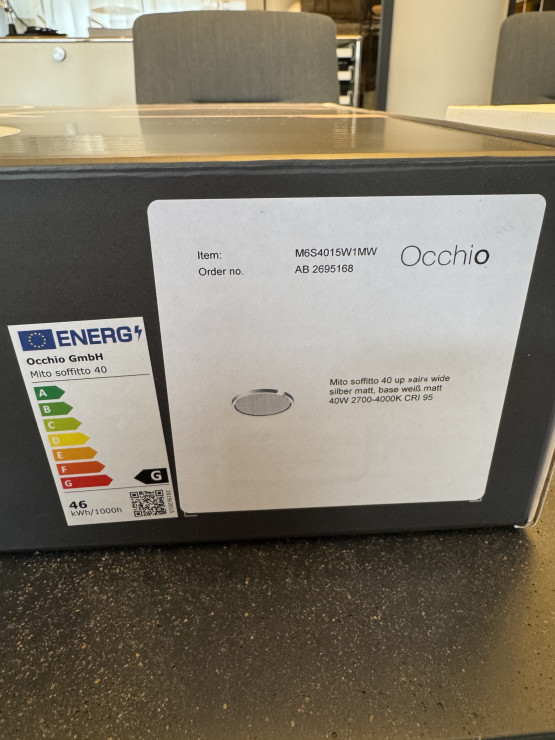 Item: M6S4015W1MW
Order no. AB 2695168
Occhio
ENERG
Occhio GmbH
Mito soffitto 40
A
B
C
D
E
F
G
G
46
kWh/1000h
Mito soffitto 40 up »air« wide
silber matt, base weiß matt
40W 2700-4000K CRI 95